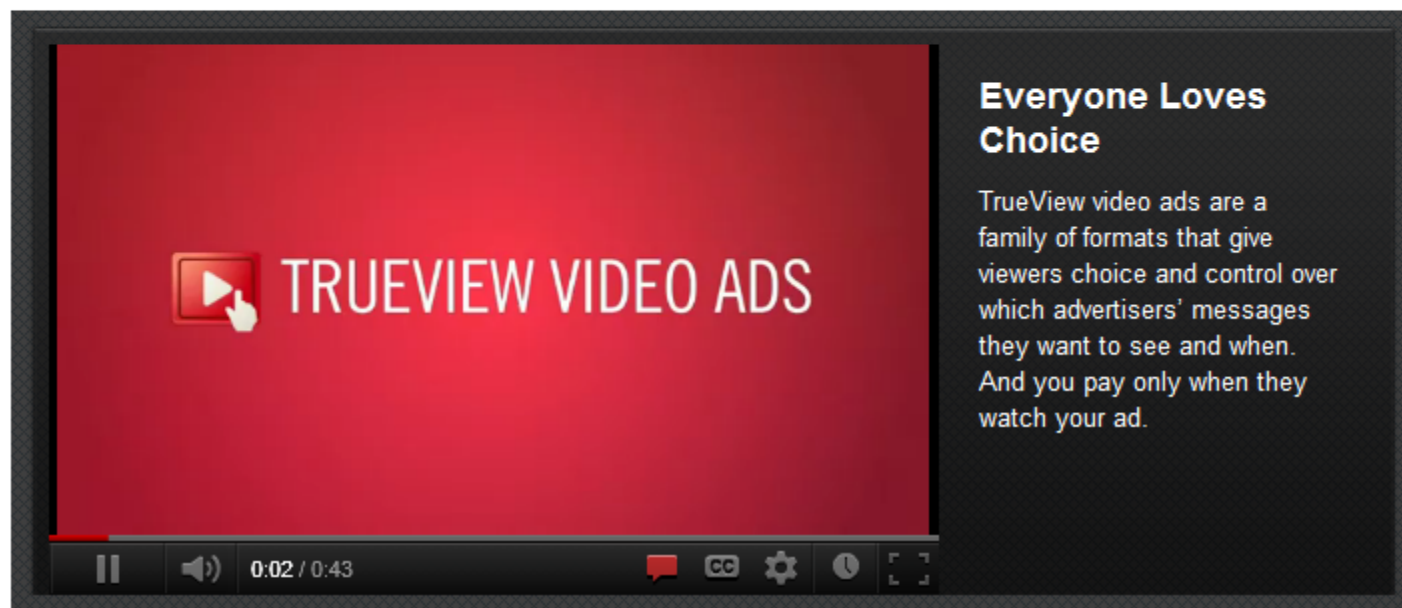 TRUEVIEW VIDEO ADS
0:02 / 0:43
CC
Everyone Loves
Choice
TrueView video ads are a
family of formats that give
viewers choice and control over
which advertisers’ messages
they want to see and when.
And you pay only when they
watch your ad.